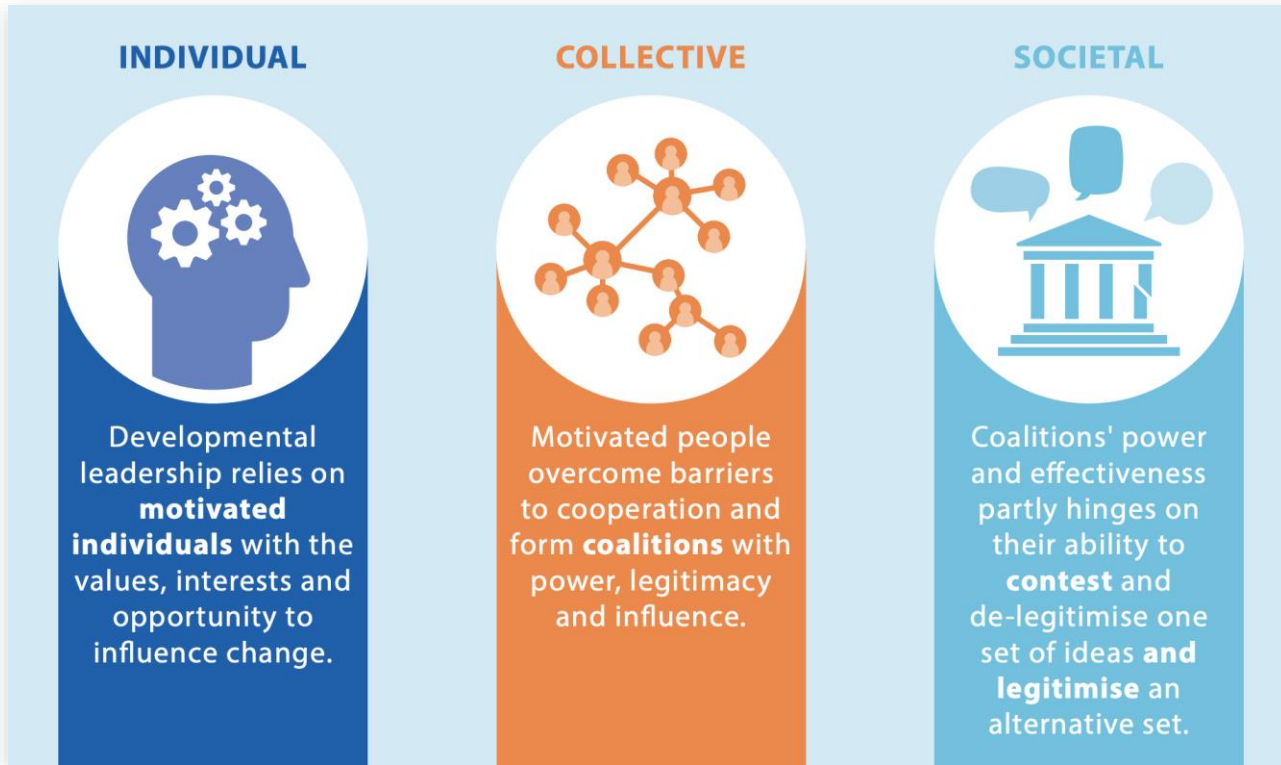 INDIVIDUAL
Developmental
leadership relies on
motivated
individuals with the
values, interests and
opportunity to
influence change.
COLLECTIVE
Motivated people
overcome barriers
to cooperation and
form coalitions with
power, legitimacy
and influence.
SOCIETAL
Coalitions' power
and effectiveness
partly hinges on
their ability to
contest and
de-legitimise one
set of ideas and
legitimise an
alternative set.